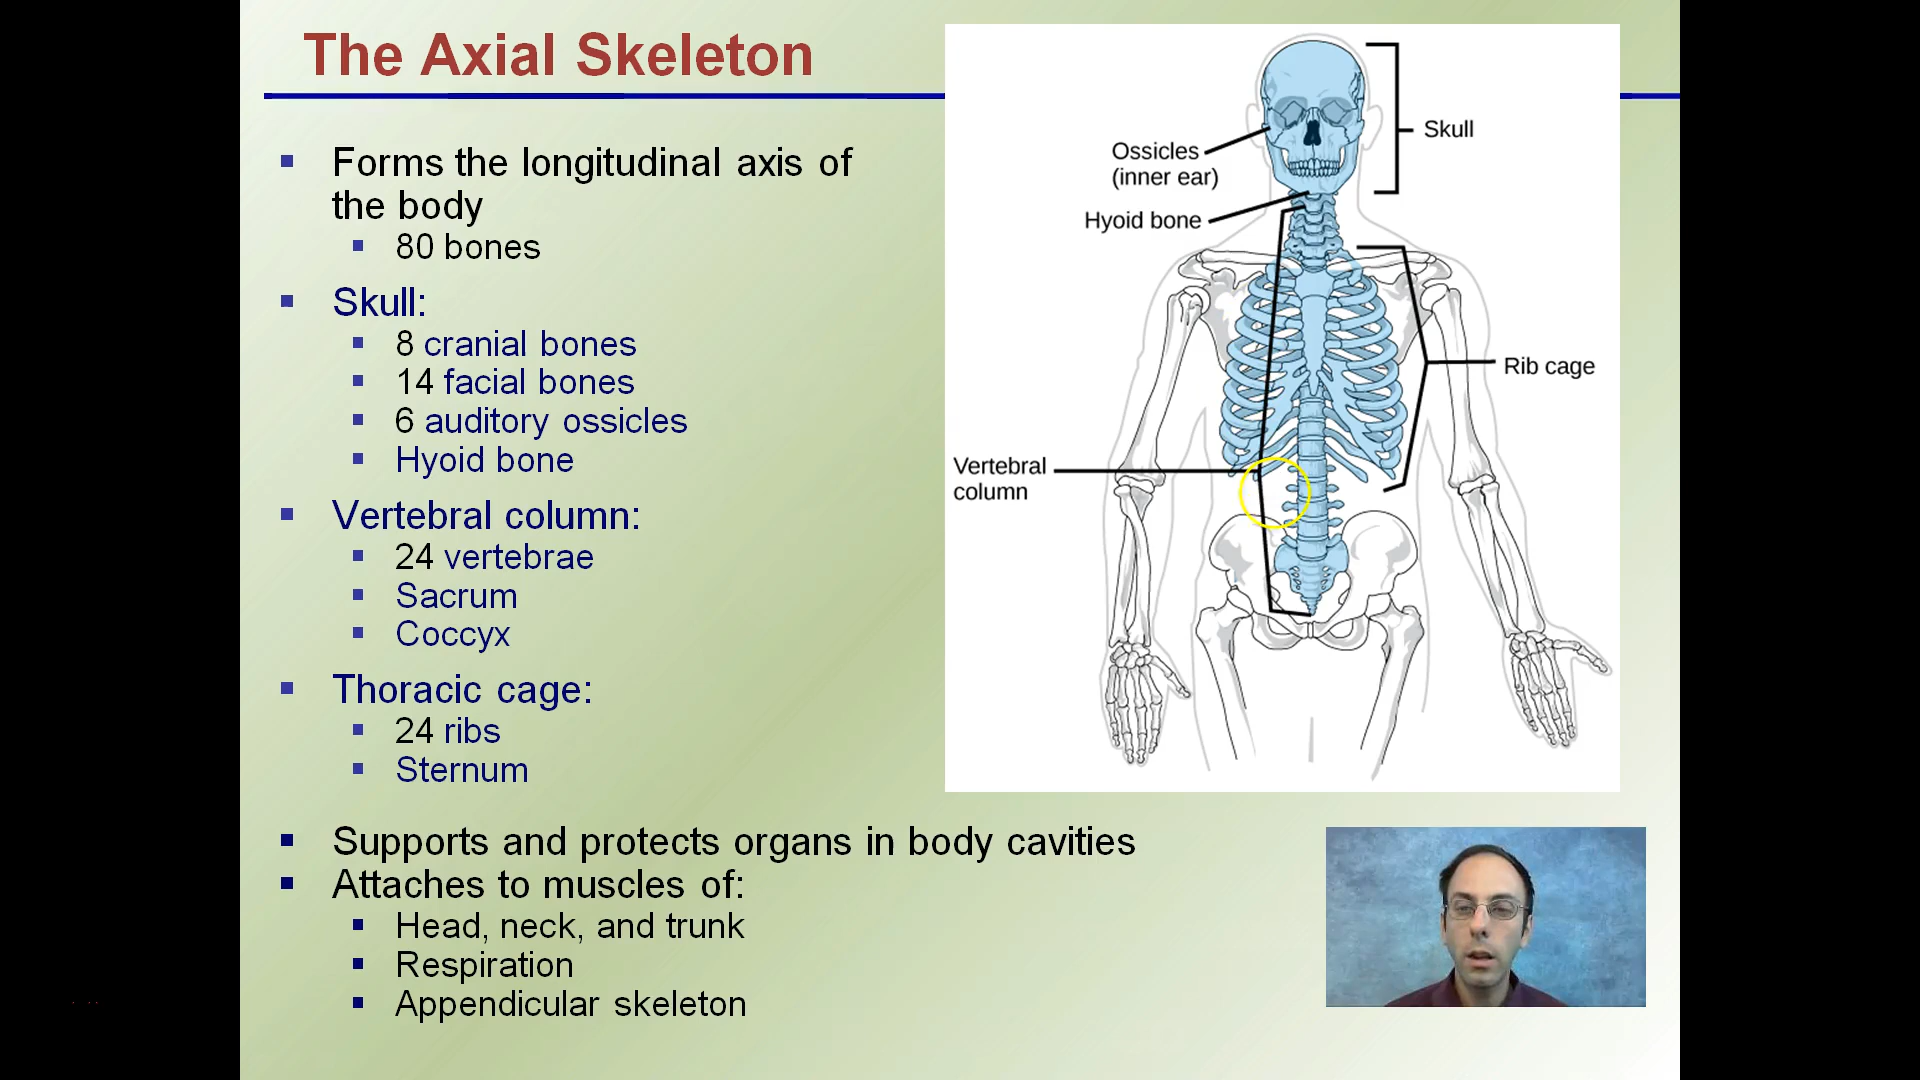 The Axial Skeleton
Forms the longitudinal axis of
the body
80 bones
Skull:
8 cranial bones
14 facial bones
6 auditory ossicles
Hyoid bone
Vertebral column:
24 vertebrae
Sacrum
Coccyx
Thoracic cage:
24 ribs
Sternum
Supports and protects organs in body cavities
Attaches to muscles of:
Head, neck, and trunk
Respiration
Appendicular skeleton
Skull
Ossicles
(inner ear)
Hyoid bone
Rib cage
Vertebral
column